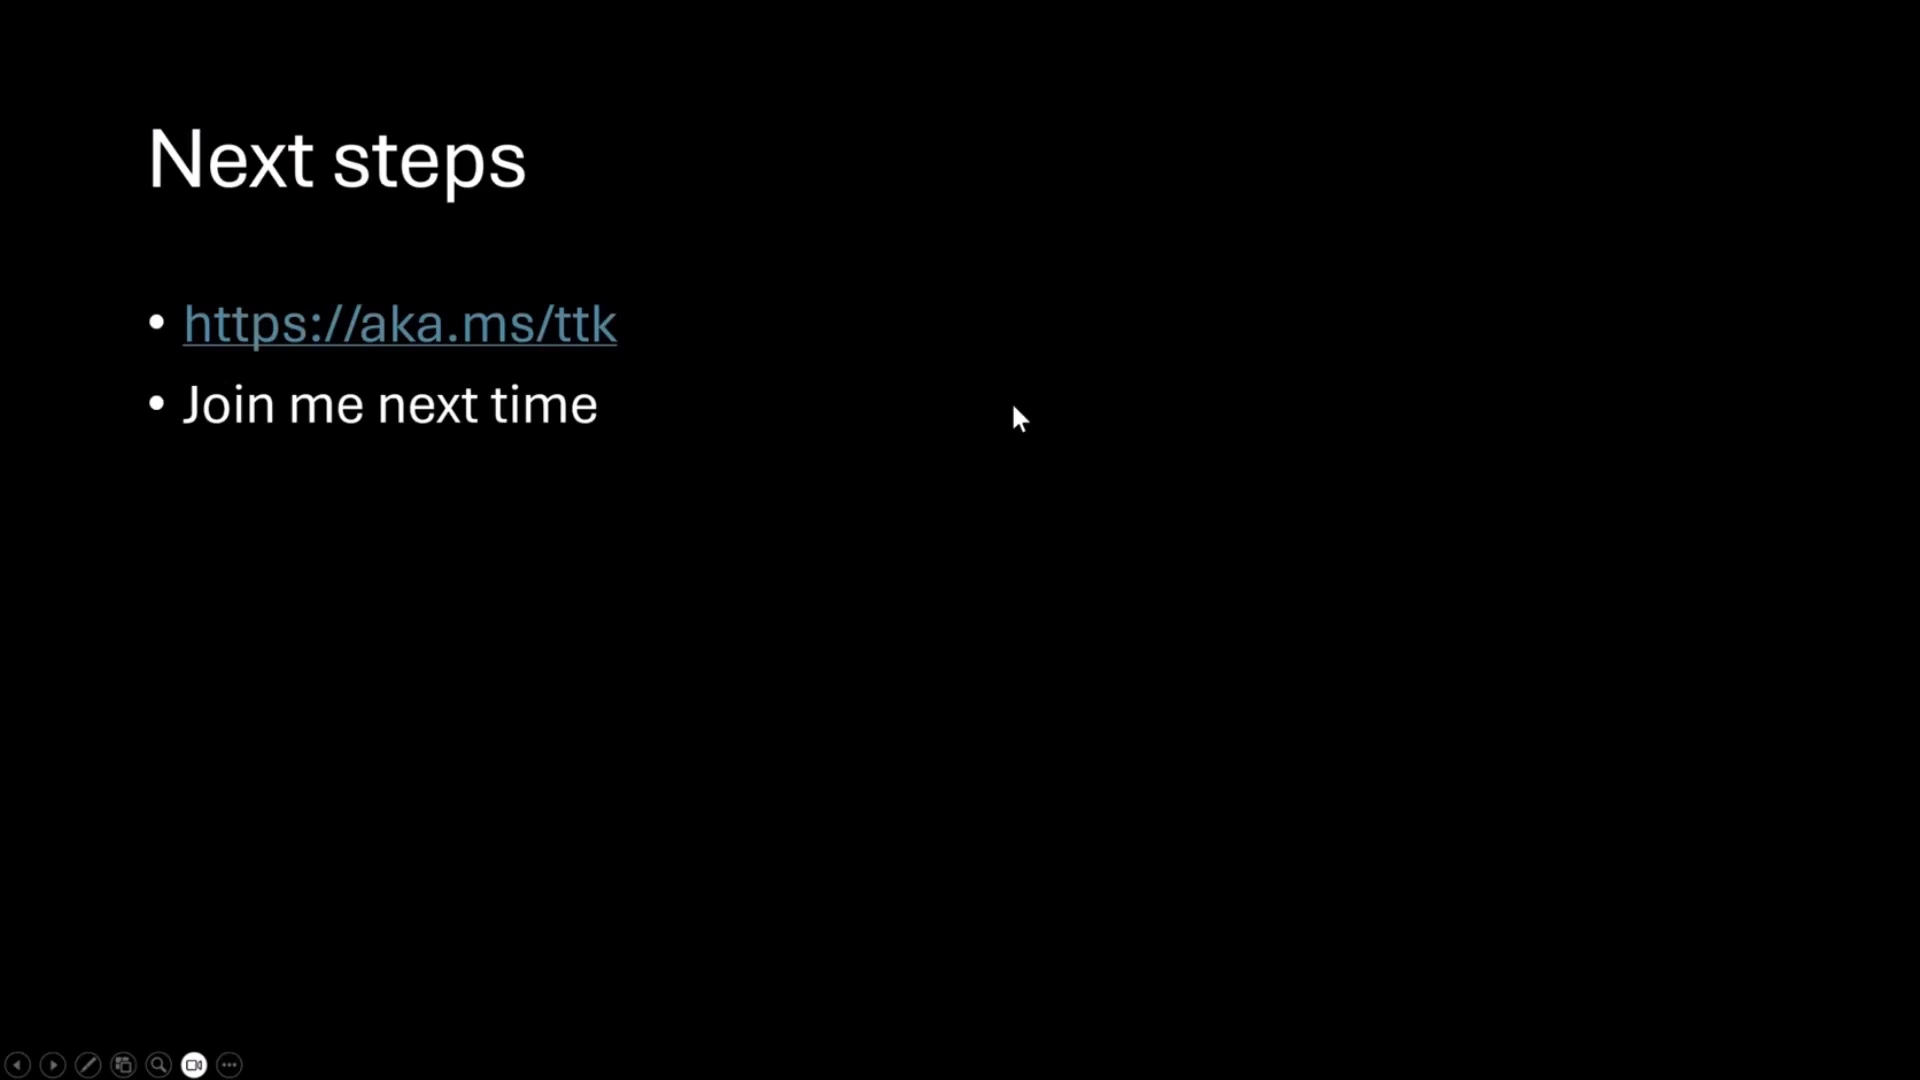 Next steps
• https://aka.ms/ttk
• Join me next time